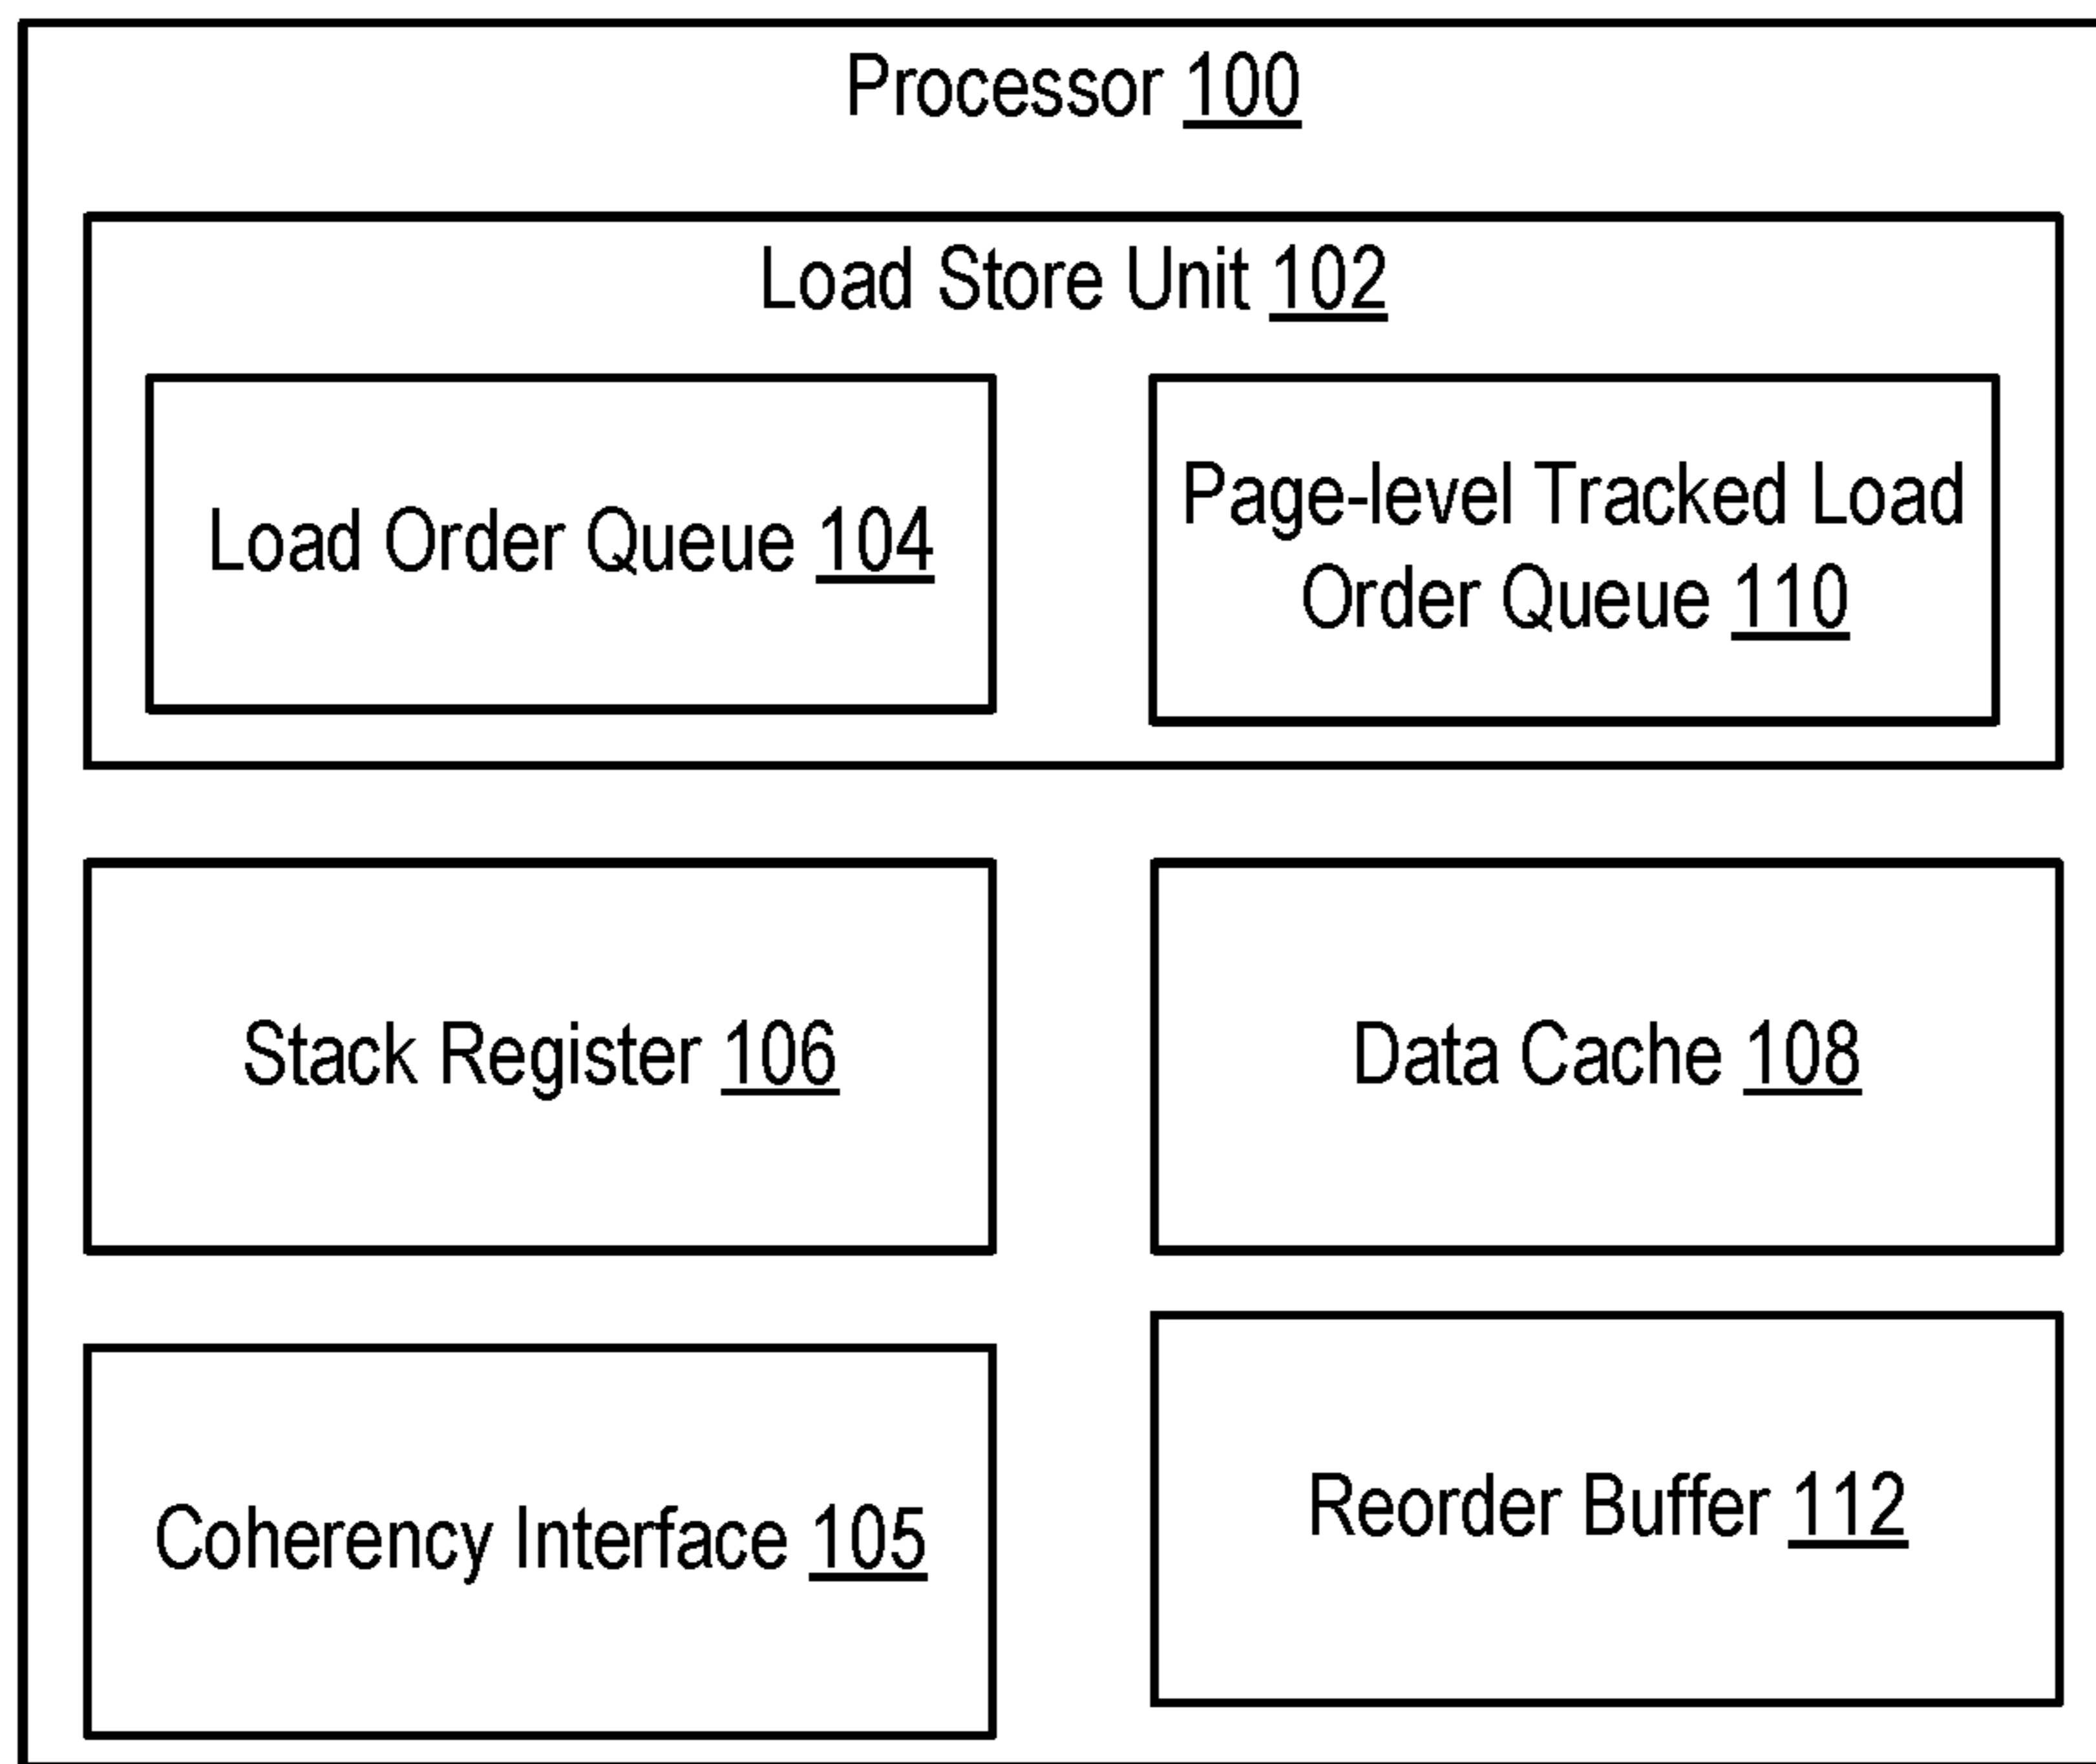 Processor 100
Load Store Unit 102
Load Order Queue 104
Page-level Tracked Load
Order Queue 110
Stack Register 106
Data Cache 108
Coherency Interface 105
Reorder Buffer 112